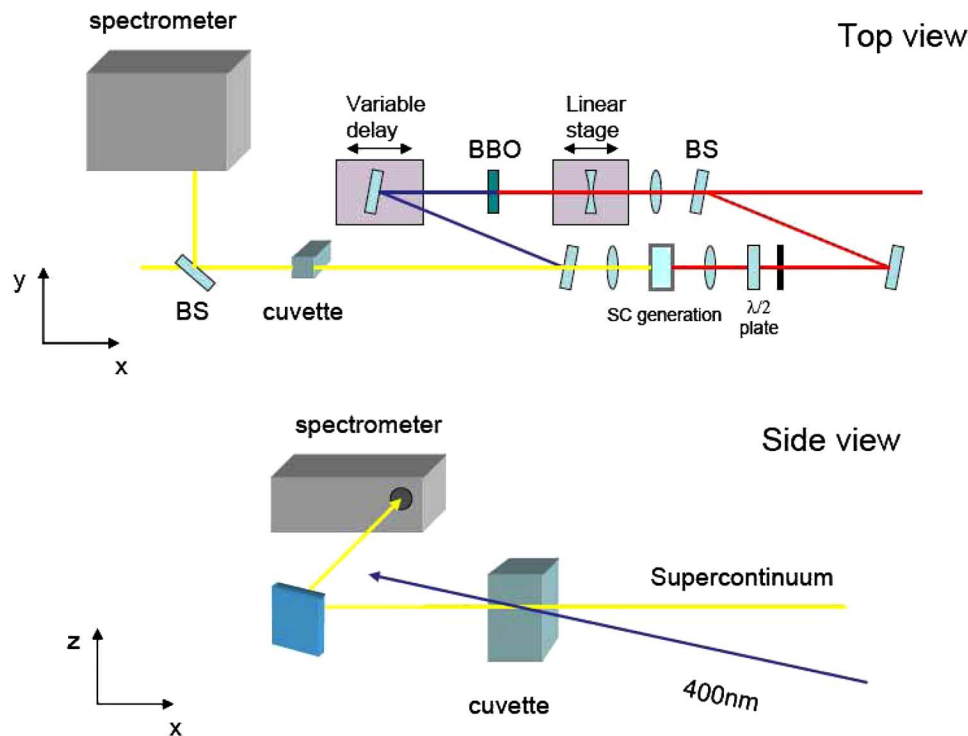 spectrometer
Top view
Variable
delay
BBO
Linear
stage
BS
y
x
BS
cuvette
SC generation
λ/2
plate
Side view
spectrometer
Supercontinuum
z
x
cuvette
400nm